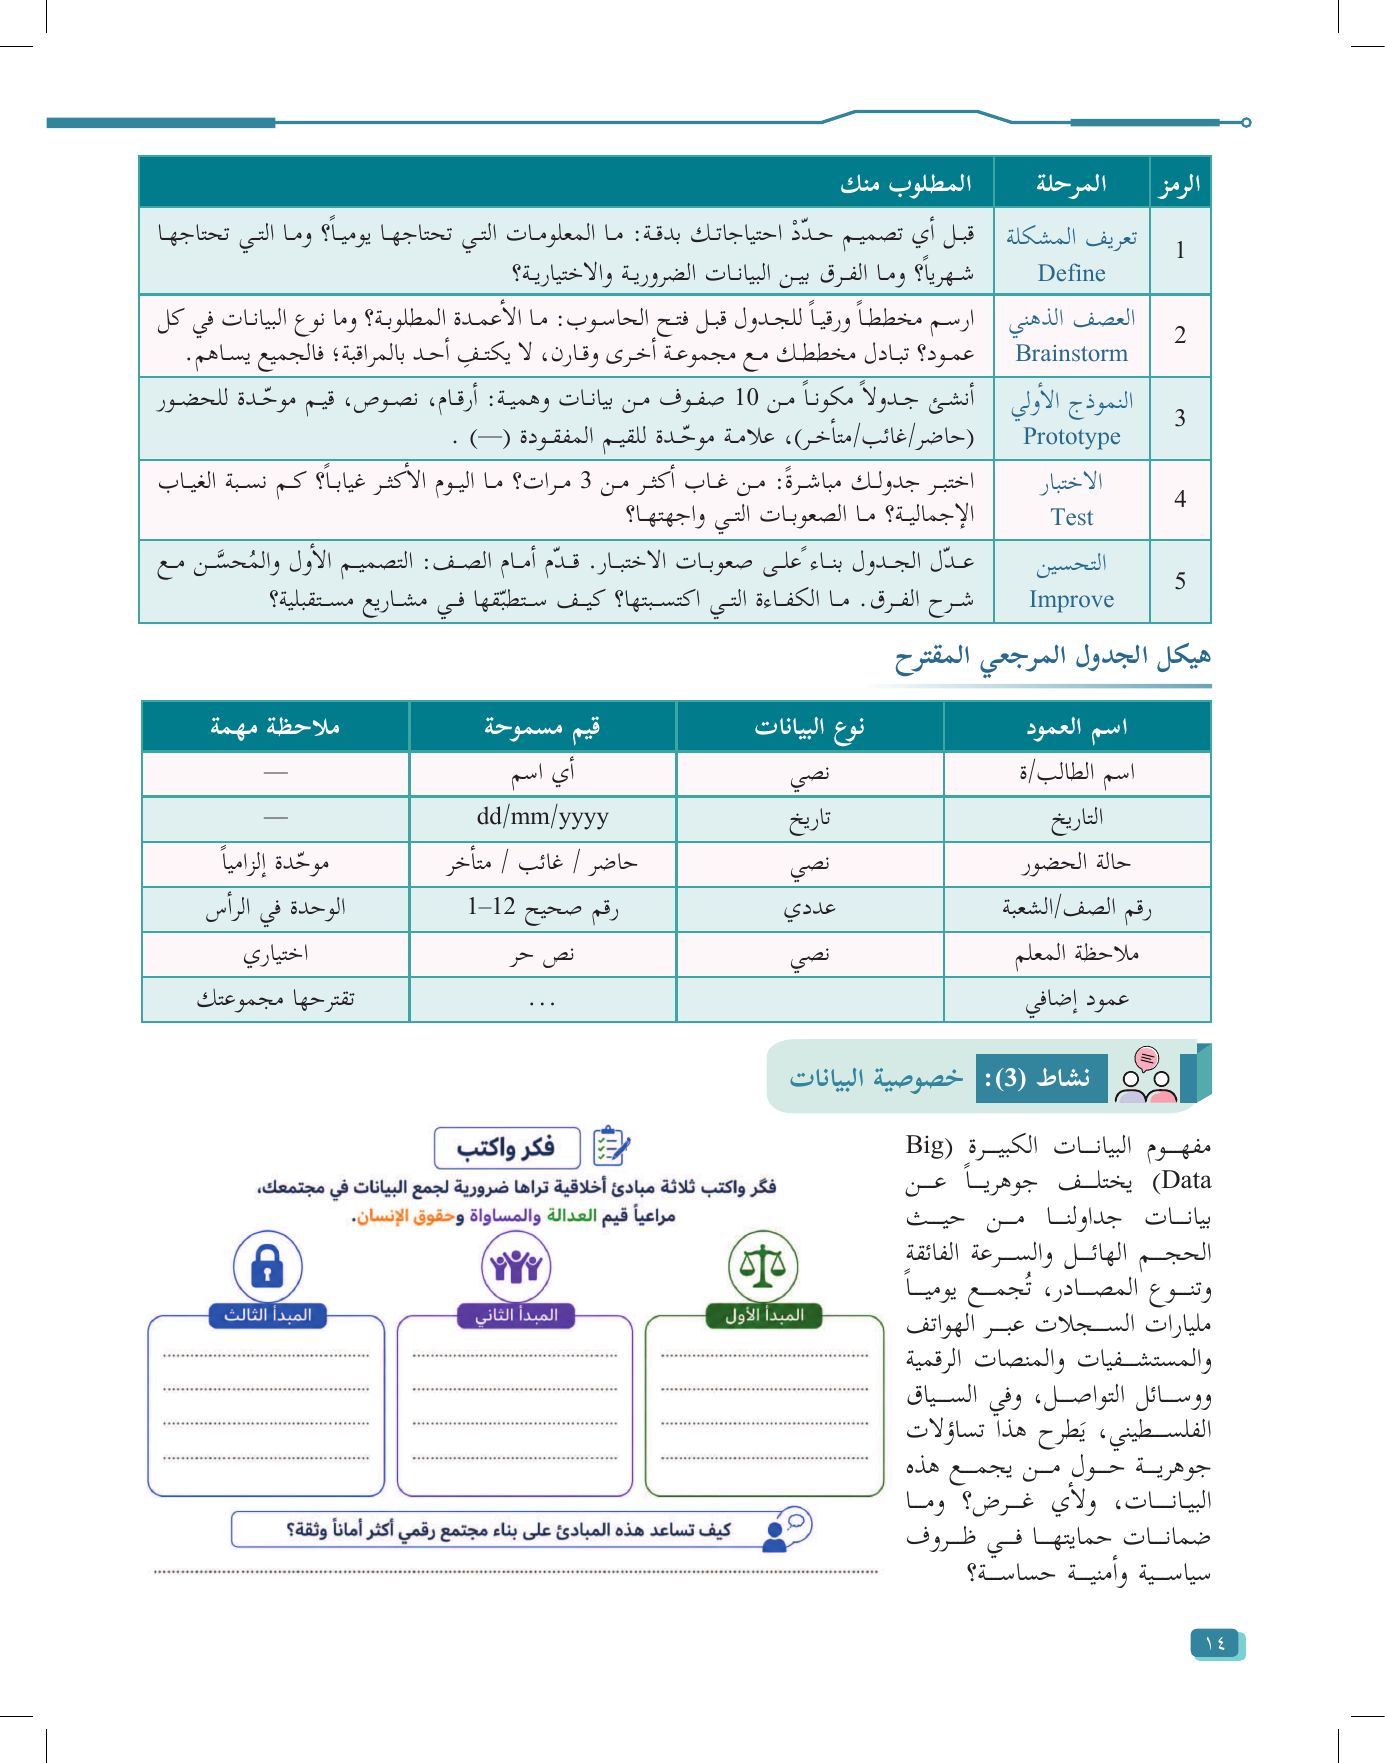 الرمز المرحلة المطلوب منك
1 تعريف المشكلة Define قبل أي تصميم حدّدْ احتياجاتك بدقة: ما المعلومات التي تحتاجها يومياً؟ وما التي تحتاجها
شهرياً؟ وما الفرق بين البيانات الضرورية والاختيارية؟
2 العصف الذهني Brainstorm ارسم مخططاً ورقياً للجدول قبل فتح الحاسوب: ما الأعمدة المطلوبة؟ وما نوع البيانات في كل
عمود؟ تبادل مخططك مع مجموعة أخرى وقارن، لا يكتفِ أحد بالمراقبة؛ فالجميع يساهم.
3 النموذج الأولي Prototype أنشئ جدولاً مكوناً من 10 صفوف من بيانات وهمية: أرقام، نصوص، قيم موحّدة للحضور
(حاضر/غائب/متأخر)، علامة موحّدة للقيم المفقودة (—) .
4 الاختبار Test اختبر جدولك مباشرةً: من غاب أكثر من 3 مرات؟ ما اليوم الأكثر غياباً؟ كم نسبة الغياب
الإجمالية؟ ما الصعوبات التي واجهتها؟
5 التحسين Improve عدّل الجدول بناءً على صعوبات الاختبار. قدّم أمام الصف: التصميم الأول والمُحسَّن مع
شرح الفرق. ما الكفاءة التي اكتسبتها؟ كيف ستطبّقها في مشاريع مستقبلية؟
هيكل الجدول المرجعي المقترح
اسم العمود نوع البيانات قيم مسموحة ملاحظة مهمة
اسم الطالب/ة نصي أي اسم —
التاريخ تاريخ dd/mm/yyyy —
حالة الحضور نصي حاضر / غائب / متأخر موحّدة إلزامياً
رقم الصف/الشعبة عددي رقم صحيح 12–1 الوحدة في الرأس
ملاحظة المعلم نصي نص حر اختياري
عمود إضافي ... تقترحها مجموعتك
نشاط (3): خصوصية البيانات
مفهوم البيانات الكبيرة (Big
Data) يختلف جوهرياً عن
بيانات جداولنا من حيث
الحجم الهائل والسرعة الفائقة
وتنوع المصادر، تُجمع يومياً
مليارات السجلات عبر الهواتف
والمستشفيات والمنصات الرقمية
ووسائل التواصل، وفي السياق
الفلسطيني، يَطرح هذا تساؤلات
جوهرية حول من يجمع هذه
البيانات، ولأي غرض؟ وما
ضمانات حمايتها في ظروف
سياسية وأمنية حساسة؟
فكر واكتب
فكّر واكتب ثلاثة مبادئ أخلاقية تراها ضرورية لجمع البيانات في مجتمعك،
مراعياً قيم العدالة والمساواة وحقوق الإنسان.
المبدأ الأول المبدأ الثاني المبدأ الثالث
كيف تساعد هذه المبادئ على بناء مجتمع رقمي أكثر أماناً وثقة؟
١٤